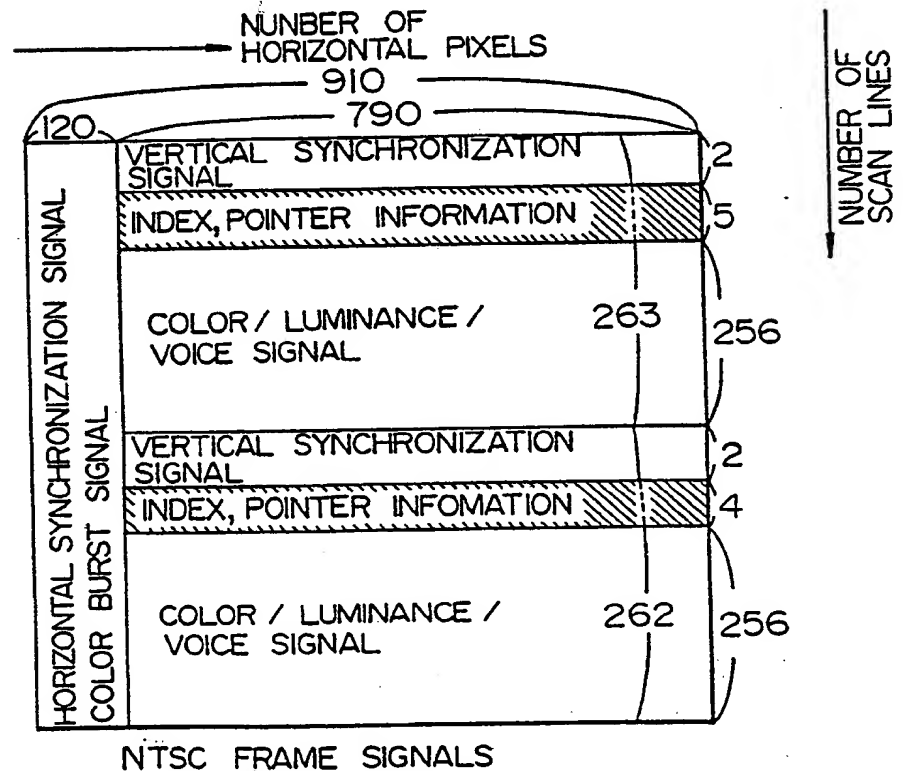 NUNBER OF
HORIZONTAL PIXELS
910
790
120
NUMBER OF
SCAN LINES
HORIZONTAL SYNCHRONIZATION SIGNAL
COLOR BURST SIGNAL
VERTICAL SYNCHRONIZATION
SIGNAL
2
INDEX, POINTER INFORMATION
5
COLOR / LUMINANCE /
VOICE SIGNAL
263
256
VERTICAL SYNCHRONIZATION
SIGNAL
2
INDEX, POINTER INFOMATION
4
COLOR / LUMINANCE /
VOICE SIGNAL
262
256
NTSC FRAME SIGNALS